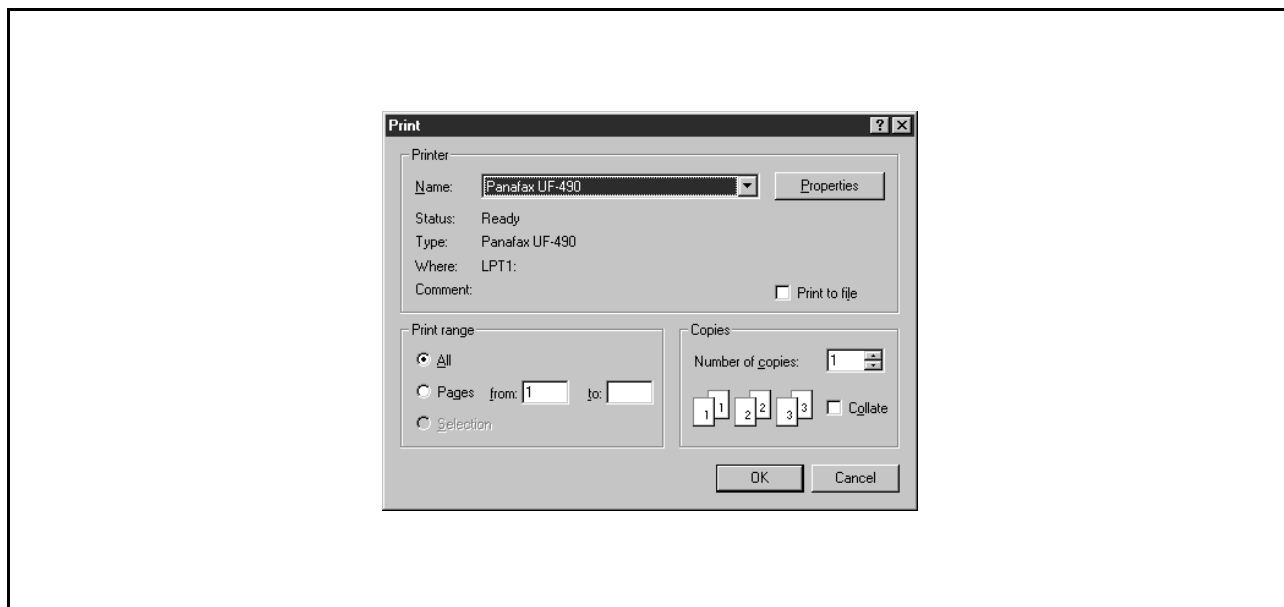 Print
Printer
Name: Panafax UF-490 Properties
Status: Ready
Type: Panafax UF-490
Where: LPT1:
Comment: Print to file
Print range
All
Pages from: 1 to:
Selection
Copies
Number of copies: 1
1 1 2 2 3 3 Collate
OK Cancel